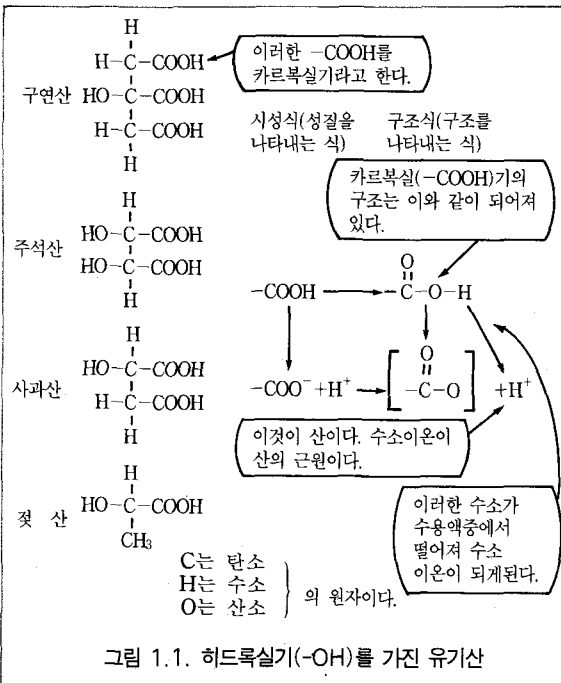 H
H-C-COOH
구연산 HO-C-COOH
H-C-COOH
H
이러한 -COOH를
카르복실기라고 한다.
시성식(성질을
나타내는 식)
구조식(구조를
나타내는 식)
카르복실(-COOH)기의
구조는 이와 같이 되어져
있다.
H
HO-C-COOH
주석산
HO-C-COOH
H
-COOH
O
-C-O-H
H
HO-C-COOH
사과산
H-C-COOH
H
-COO⁻+H⁺
O
-C-O
+H⁺
이것이 산이다. 수소이온이
산의 근원이다.
H
HO-C-COOH
젖 산
CH₃
이러한 수소가
수용액중에서
떨어져 수소
이온이 되게된다.
C는 탄소
H는 수소
O는 산소
의 원자이다.
그림 1.1. 히드록실기(-OH)를 가진 유기산